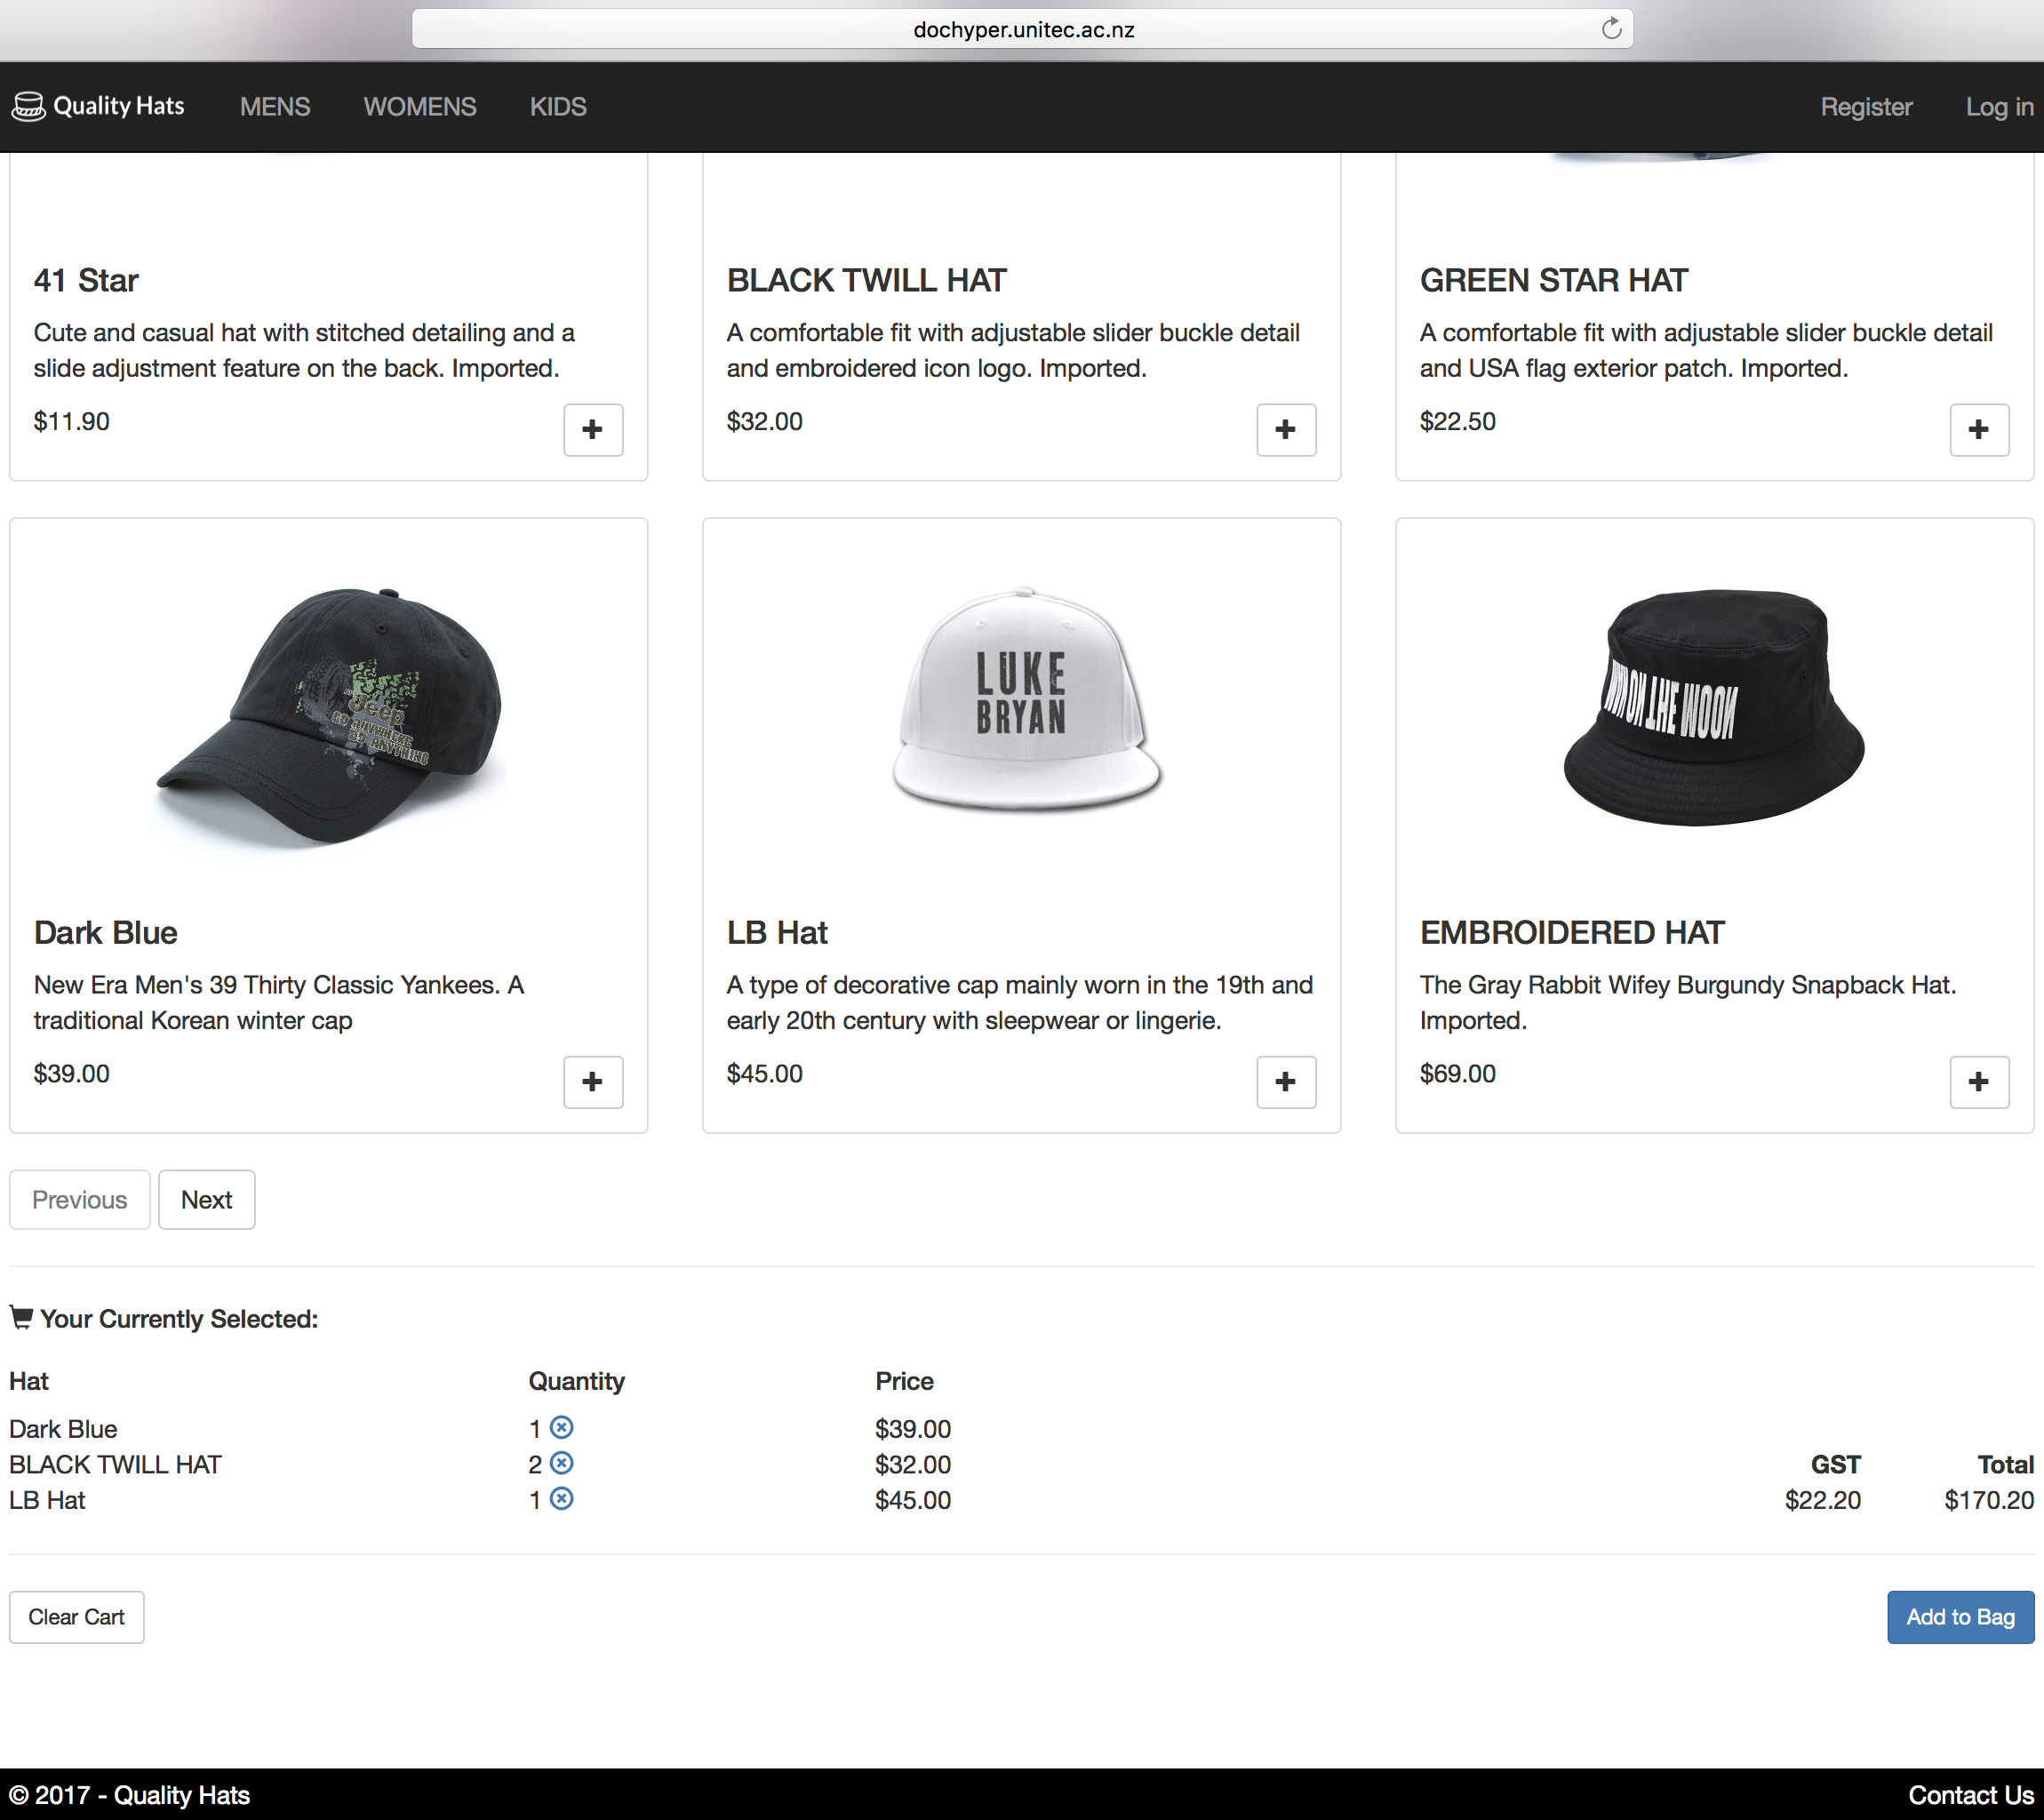 dochyper.unitec.ac.nz
Quality Hats MENS WOMENS KIDS Register Log in
41 Star
Cute and casual hat with stitched detailing and a
slide adjustment feature on the back. Imported.
$11.90
BLACK TWILL HAT
A comfortable fit with adjustable slider buckle detail
and embroidered icon logo. Imported.
$32.00
GREEN STAR HAT
A comfortable fit with adjustable slider buckle detail
and USA flag exterior patch. Imported.
$22.50
Jeep
GO ANYWHERE
DO ANYTHING
Dark Blue
New Era Men's 39 Thirty Classic Yankees. A
traditional Korean winter cap
$39.00
LUKE
BRYAN
LB Hat
A type of decorative cap mainly worn in the 19th and
early 20th century with sleepwear or lingerie.
$45.00
ON THE MOON
EMBROIDERED HAT
The Gray Rabbit Wifey Burgundy Snapback Hat.
Imported.
$69.00
Previous Next
Your Currently Selected:
Hat Quantity Price
Dark Blue 1 $39.00
BLACK TWILL HAT 2 $32.00 GST Total
LB Hat 1 $45.00 $22.20 $170.20
Clear Cart Add to Bag
© 2017 - Quality Hats Contact Us